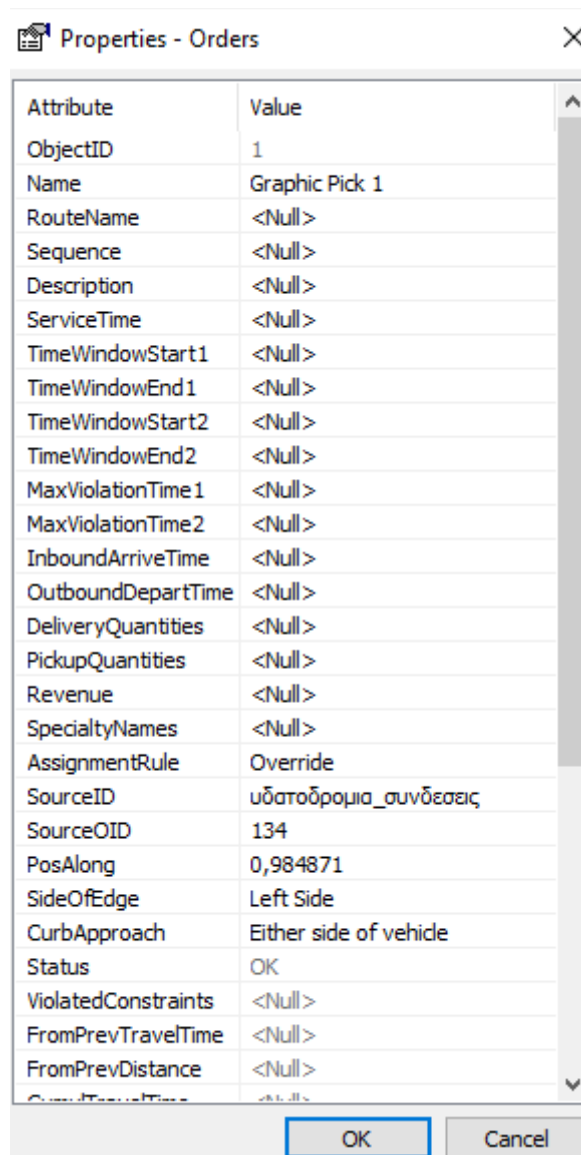 Properties - Orders
Attribute Value
ObjectID 1
Name Graphic Pick 1
RouteName <Null>
Sequence <Null>
Description <Null>
ServiceTime <Null>
TimeWindowStart1 <Null>
TimeWindowEnd1 <Null>
TimeWindowStart2 <Null>
TimeWindowEnd2 <Null>
MaxViolationTime1 <Null>
MaxViolationTime2 <Null>
InboundArriveTime <Null>
OutboundDepartTime <Null>
DeliveryQuantities <Null>
PickupQuantities <Null>
Revenue <Null>
SpecialtyNames <Null>
AssignmentRule Override
SourceID υδατοδρομια_συνδεσεις
SourceOID 134
PosAlong 0,984871
SideOfEdge Left Side
CurbApproach Either side of vehicle
Status OK
ViolatedConstraints <Null>
FromPrevTravelTime <Null>
FromPrevDistance <Null>
OK Cancel